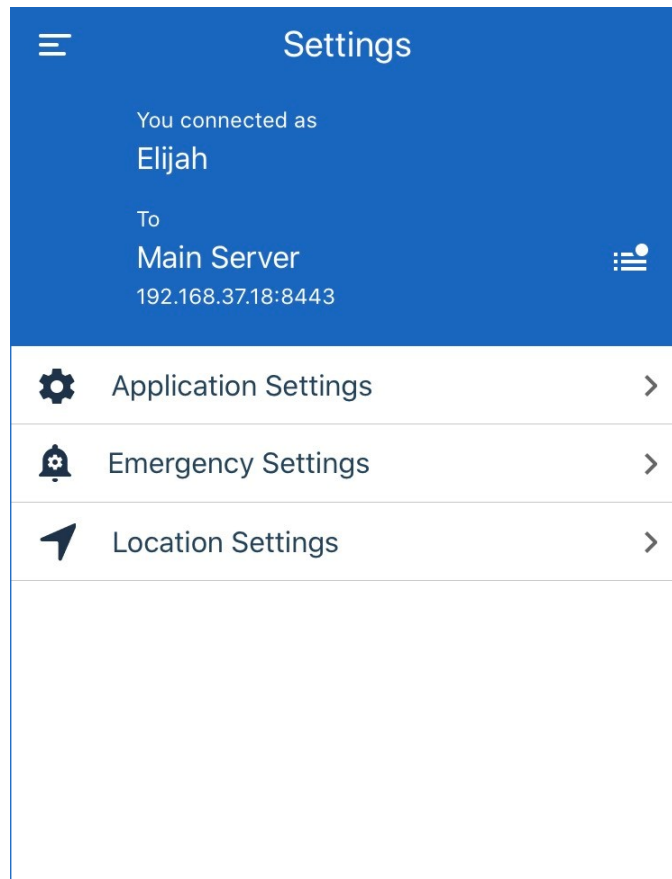 Settings
You connected as
Elijah
To
Main Server
192.168.37.18:8443
Application Settings
Emergency Settings
Location Settings